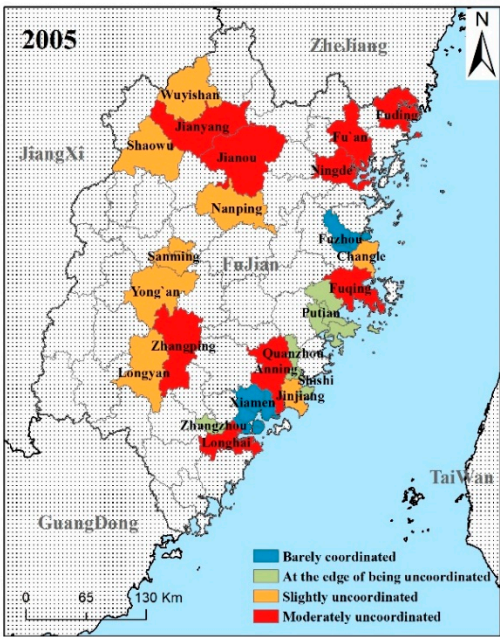 2005
N
ZheJiang
Wuyishan
Fuding
Jianyang
Fu`an
Shaowu
JiangXi
Jianou
Ningde
Nanping
Fuzhou
Sanming
Changle
FuJian
Yong`an
Fuqing
Putian
Zhangping
Quanzhou
Anning
Longyan
Shishi
Xiamen
Jinjiang
Zhangzhou
Longhai
TaiWan
GuangDong
Barely coordinated
At the edge of being uncoordinated
Slightly uncoordinated
Moderately uncoordinated
0 65 130 Km